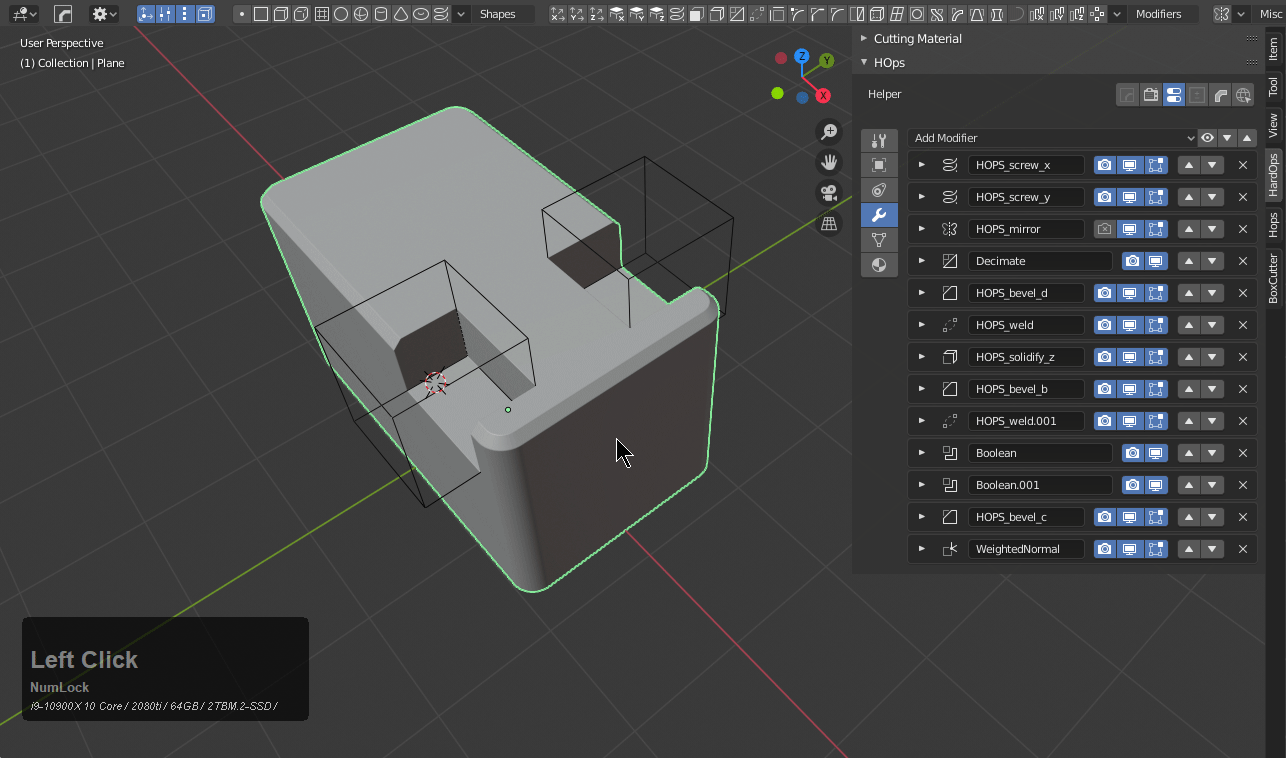 Shapes
Modifiers
Misc
User Perspective
(1) Collection | Plane
Z
Y
X
Cutting Material
HOps
Helper
Add Modifier
HOPS_screw_x
HOPS_screw_y
HOPS_mirror
Decimate
HOPS_bevel_d
HOPS_weld
HOPS_solidify_z
HOPS_bevel_b
HOPS_weld.001
Boolean
Boolean.001
HOPS_bevel_c
WeightedNormal
Item
Tool
View
HardOps
Hops
BoxCutter
Left Click
NumLock
i9-10900X 10 Core / 2080ti / 64GB / 2TBM.2-SSD /